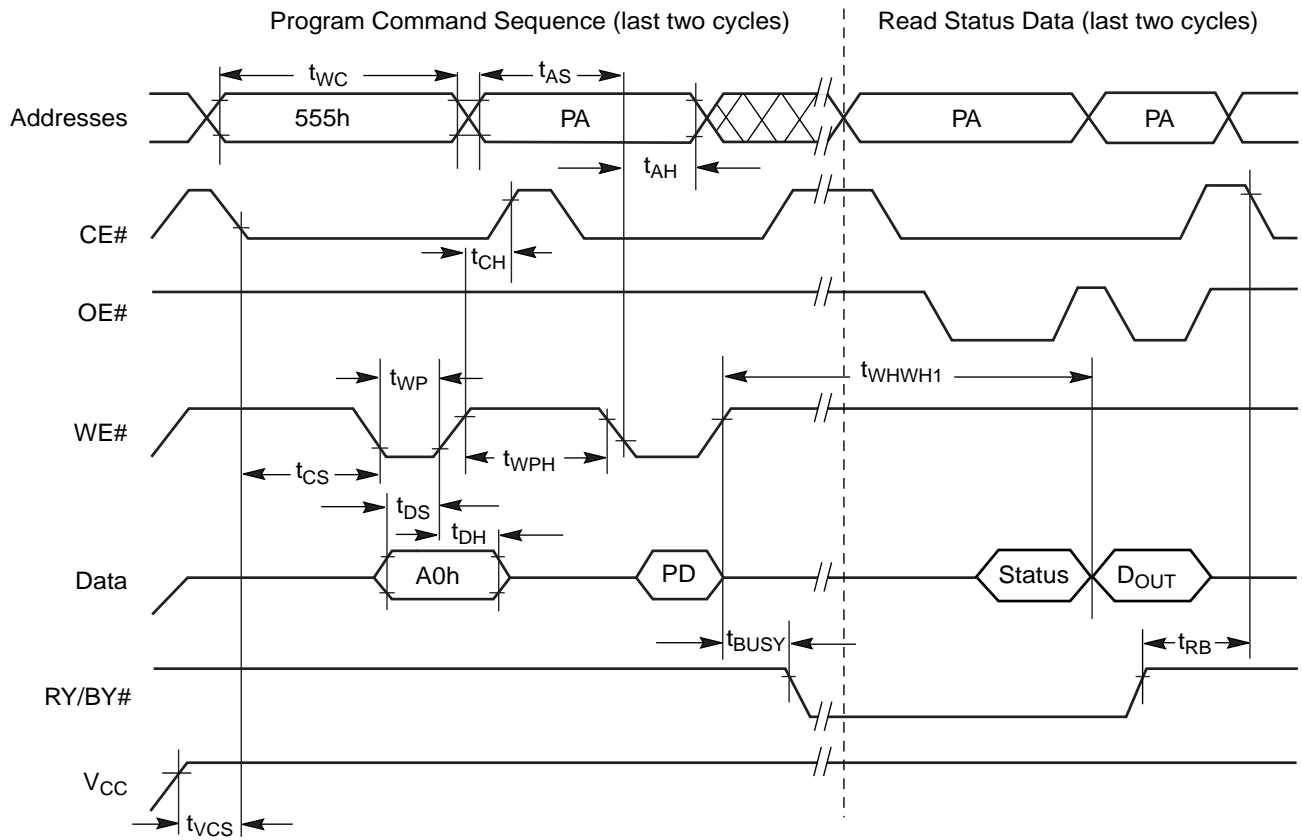 Program Command Sequence (last two cycles)
Read Status Data (last two cycles)
tWC
tAS
Addresses
555h
PA
PA
PA
tAH
CE#
tCH
OE#
tWP
tWHWH1
WE#
tCS
tWPH
tDS
tDH
Data
A0h
PD
Status
DOUT
tBUSY
tRB
RY/BY#
VCC
tVCS